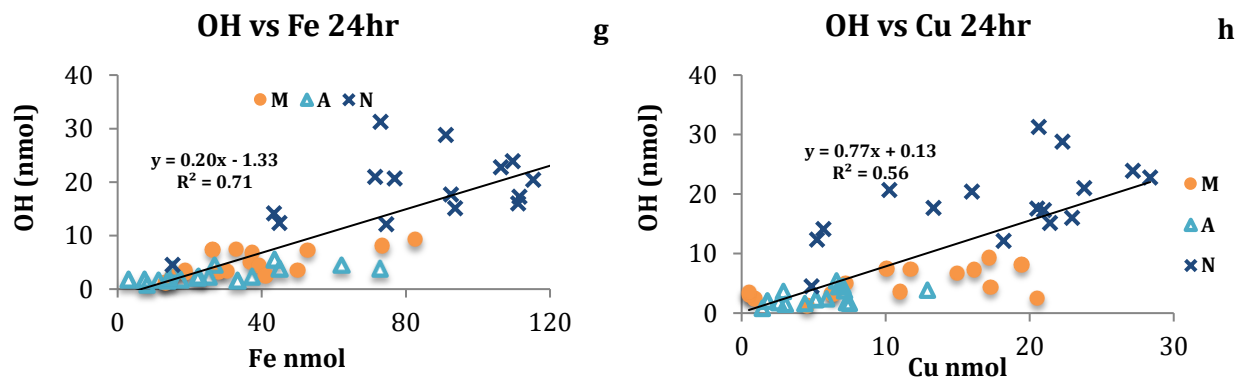 OH vs Fe 24hr
g
OH (nmol)
40
30
20
10
0
M A N
y = 0.20x - 1.33
R² = 0.71
0 40 80 120
Fe nmol
OH vs Cu 24hr
h
OH (nmol)
40
30
20
10
0
y = 0.77x + 0.13
R² = 0.56
M
A
N
0 10 20 30
Cu nmol